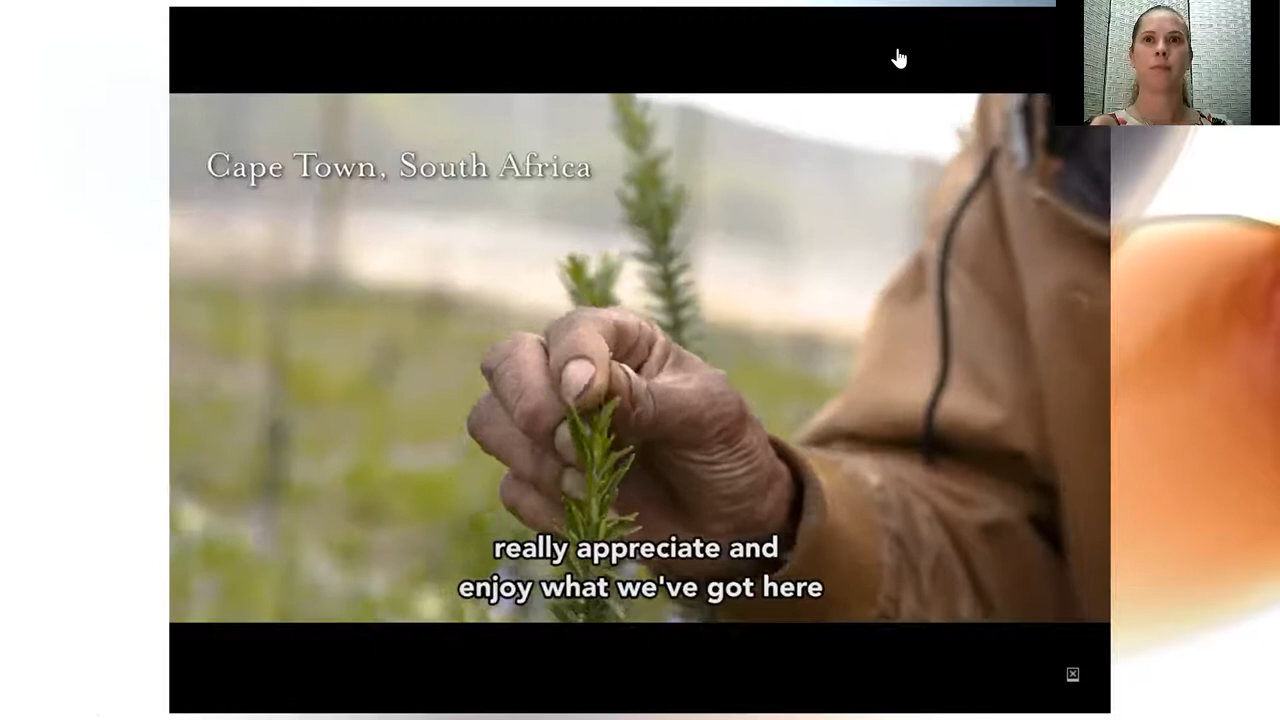 Cape Town, South Africa
really appreciate and
enjoy what we've got here